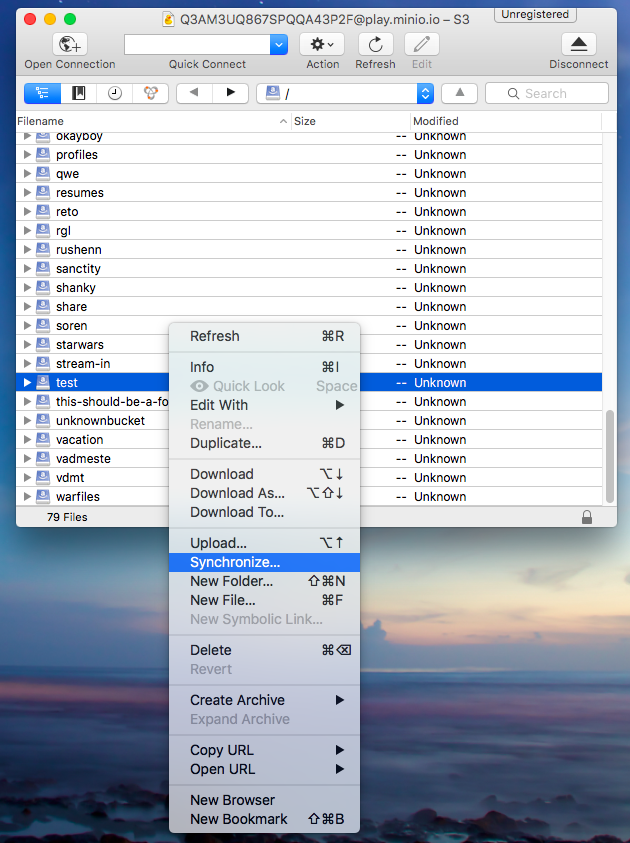 Q3AM3UQ867SPQQA43P2F@play.minio.io – S3
Unregistered
Open Connection
Quick Connect
Action
Refresh
Edit
Disconnect
/
Search
Filename Size Modified
okayboy -- Unknown
profiles -- Unknown
qwe -- Unknown
resumes -- Unknown
reto -- Unknown
rgl -- Unknown
rushenn -- Unknown
sanctity -- Unknown
shanky -- Unknown
share -- Unknown
soren -- Unknown
starwars -- Unknown
stream-in -- Unknown
test -- Unknown
this-should-be-a-fo -- Unknown
unknownbucket -- Unknown
vacation -- Unknown
vadmeste -- Unknown
vdmt -- Unknown
warfiles -- Unknown
79 Files
Refresh ⌘R
Info ⌘I
Quick Look Space
Edit With
Rename...
Duplicate... ⌘D
Download ⌥↓
Download As... ⌥⇧↓
Download To...
Upload... ⌥↑
Synchronize...
New Folder... ⇧⌘N
New File... ⌘F
New Symbolic Link...
Delete ⌘⌫
Revert
Create Archive
Expand Archive
Copy URL
Open URL
New Browser
New Bookmark ⇧⌘B